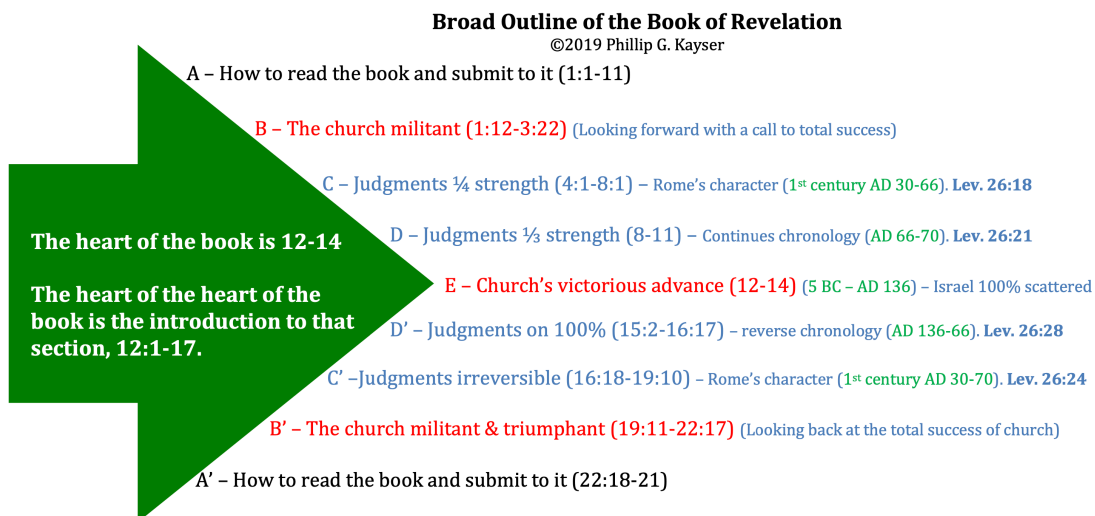 Broad Outline of the Book of Revelation
©2019 Phillip G. Kayser
A – How to read the book and submit to it (1:1-11)
B – The church militant (1:12-3:22) (Looking forward with a call to total success)
C – Judgments ¼ strength (4:1-8:1) – Rome’s character (1st century AD 30-66). Lev. 26:18
D – Judgments ⅓ strength (8-11) – Continues chronology (AD 66-70). Lev. 26:21
E – Church’s victorious advance (12-14) (5 BC – AD 136) – Israel 100% scattered
D’ – Judgments on 100% (15:2-16:17) – reverse chronology (AD 136-66). Lev. 26:28
C’ –Judgments irreversible (16:18-19:10) – Rome’s character (1st century AD 30-70). Lev. 26:24
B’ – The church militant & triumphant (19:11-22:17) (Looking back at the total success of church)
A’ – How to read the book and submit to it (22:18-21)
The heart of the book is 12-14
The heart of the heart of the
book is the introduction to that
section, 12:1-17.